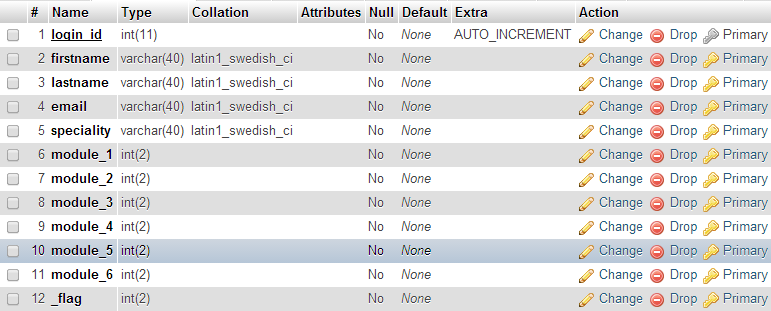 # Name Type Collation Attributes Null Default Extra Action
1 login_id int(11) No None AUTO_INCREMENT Change Drop Primary
2 firstname varchar(40) latin1_swedish_ci No None Change Drop Primary
3 lastname varchar(40) latin1_swedish_ci No None Change Drop Primary
4 email varchar(40) latin1_swedish_ci No None Change Drop Primary
5 speciality varchar(40) latin1_swedish_ci No None Change Drop Primary
6 module_1 int(2) No None Change Drop Primary
7 module_2 int(2) No None Change Drop Primary
8 module_3 int(2) No None Change Drop Primary
9 module_4 int(2) No None Change Drop Primary
10 module_5 int(2) No None Change Drop Primary
11 module_6 int(2) No None Change Drop Primary
12 _flag int(2) No None Change Drop Primary